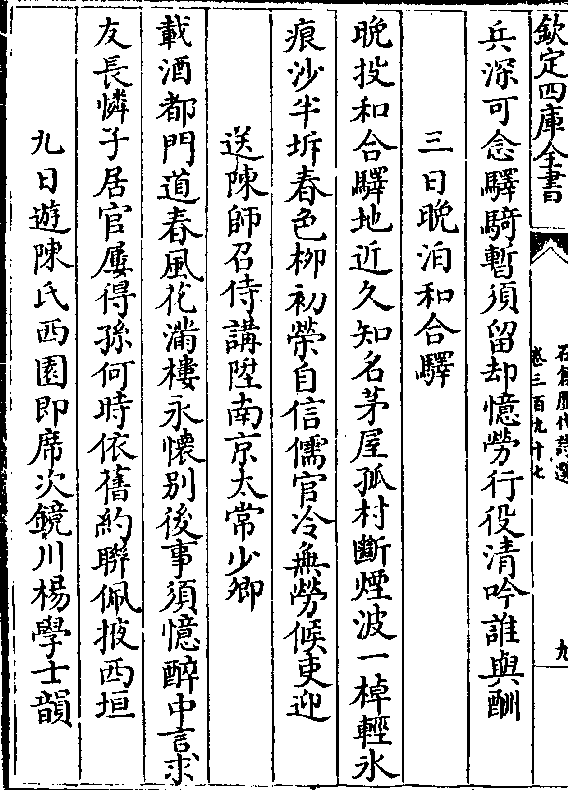 欽定四庫全書
石倉歷代詩選
卷三百九十七
九
兵深可念驛騎暫須留却憶勞行役清吟誰與酬
三日晚泊和合驛
晚投和合驛地近久知名茅屋孤村斷煙波一棹輕氷
痕沙半坼春色柳初榮自信儒官冷無勞候吏迎
送陳師召侍講陞南京太常少卿
載酒都門道春風花滿樓永懷别後事須憶醉中言求
友長憐子居官屢得孫何時依舊約聯佩掖西垣
九日遊陳氏西園即席次鏡川楊學士韻